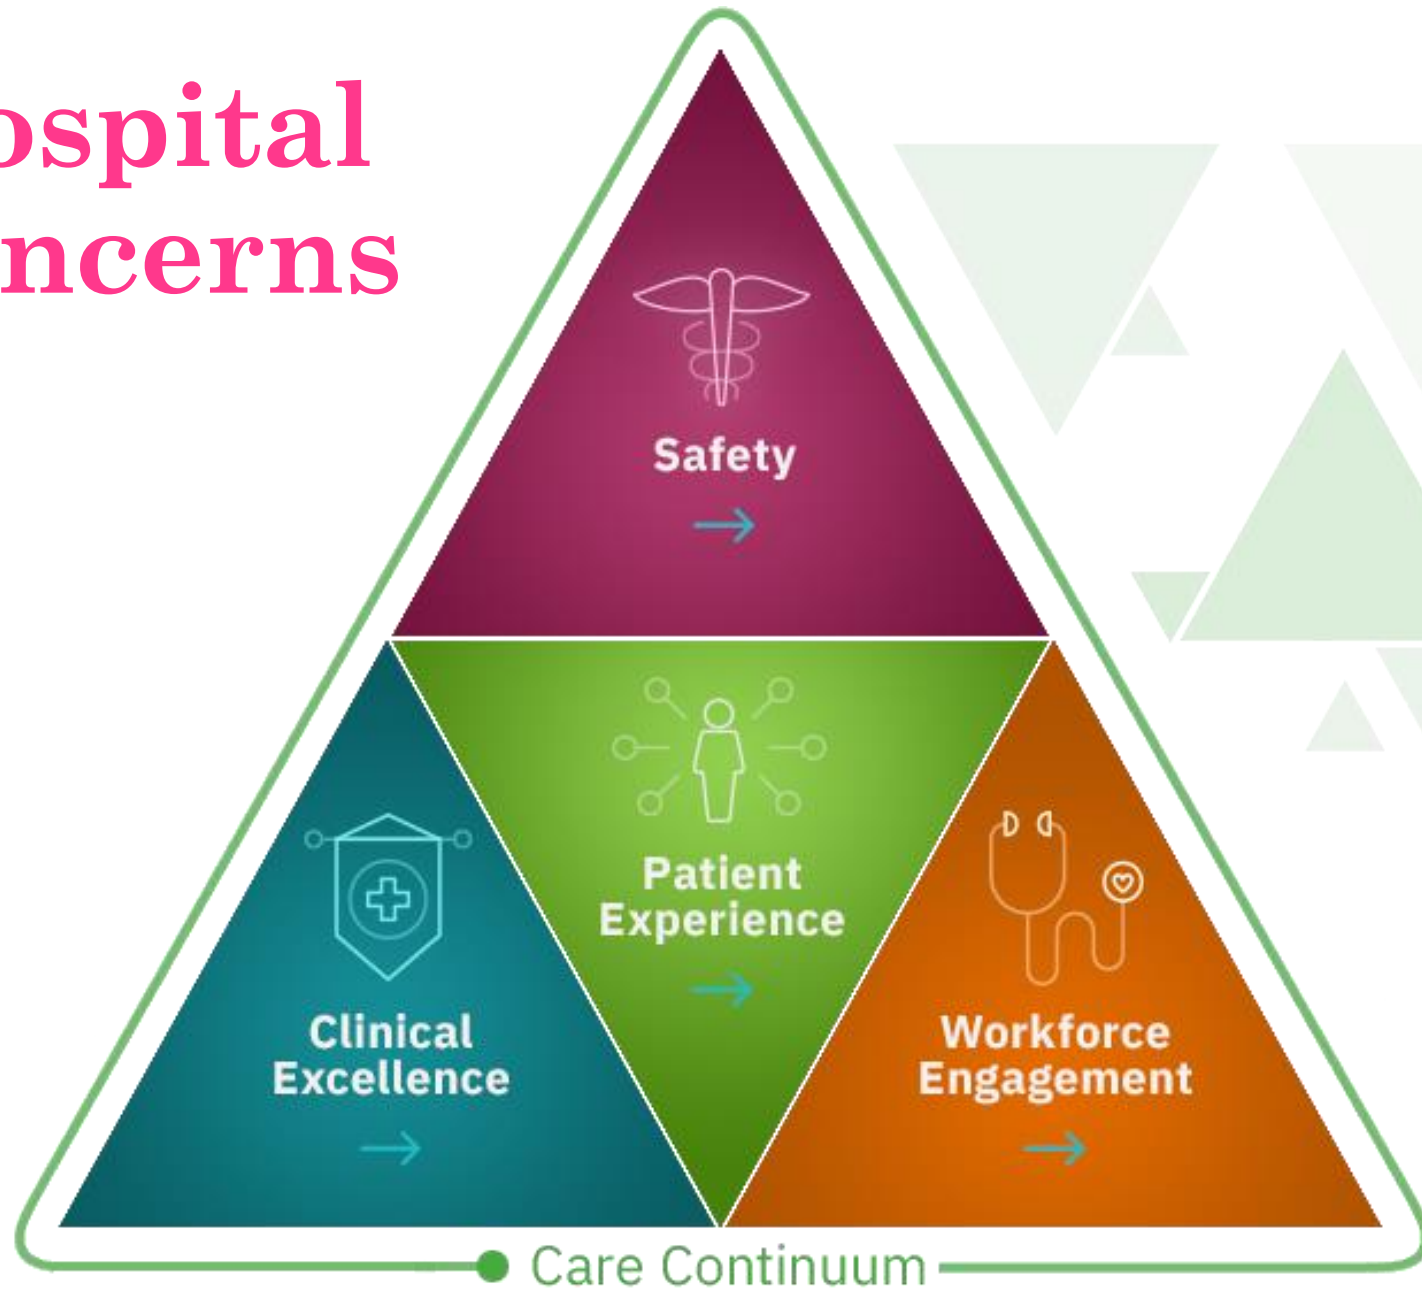 ospital
ncerns
Safety
Patient
Experience
Clinical
Excellence
Workforce
Engagement
Care Continuum